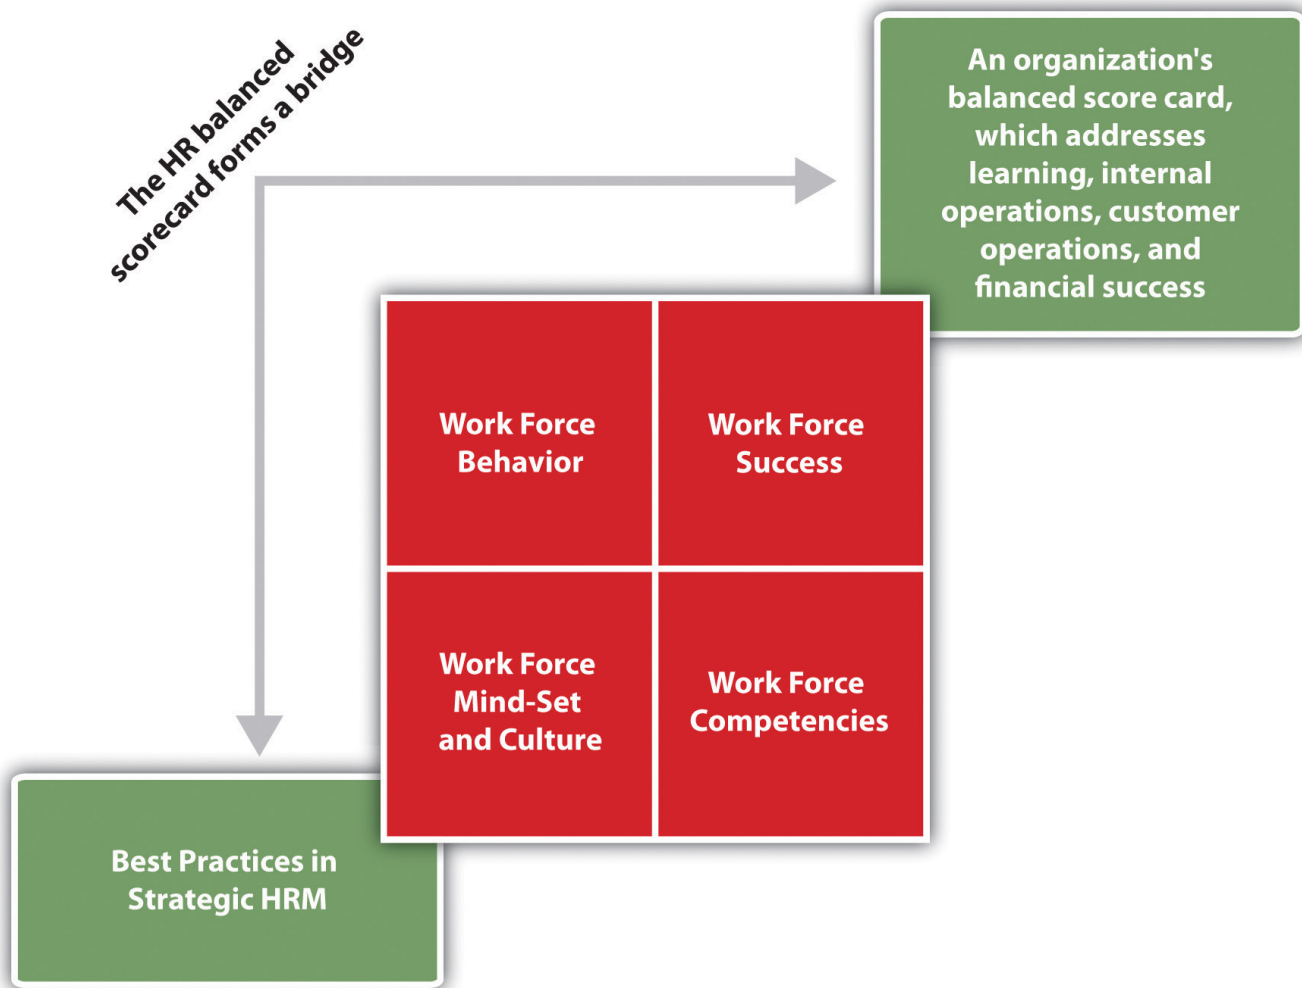 The HR balanced
scorecard forms a bridge
An organization's
balanced score card,
which addresses
learning, internal
operations, customer
operations, and
financial success
Work Force
Behavior
Work Force
Success
Work Force
Mind-Set
and Culture
Work Force
Competencies
Best Practices in
Strategic HRM